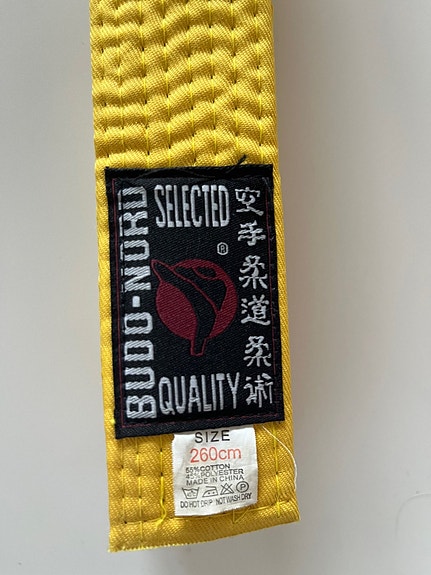 BUDO-NORD
SELECTED
®
QUALITY
空手柔道柔術
SIZE
260cm
55%COTTON
45%POLYESTER
MADE IN CHINA
P
DO NOT DRIP NOT WASH DRY